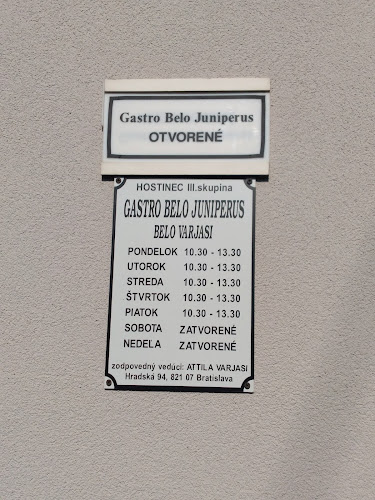 Gastro Belo Juniperus
OTVORENÉ
HOSTINEC III.skupina
GASTRO BELO JUNIPERUS
BELO VARJASI
PONDELOK 10.30 - 13.30
UTOROK 10.30 - 13.30
STREDA 10.30 - 13.30
ŠTVRTOK 10.30 - 13.30
PIATOK 10.30 - 13.30
SOBOTA ZATVORENÉ
NEDELA ZATVORENÉ
zodpovedný vedúci: ATTILA VARJASI
Hradská 94, 821 07 Bratislava